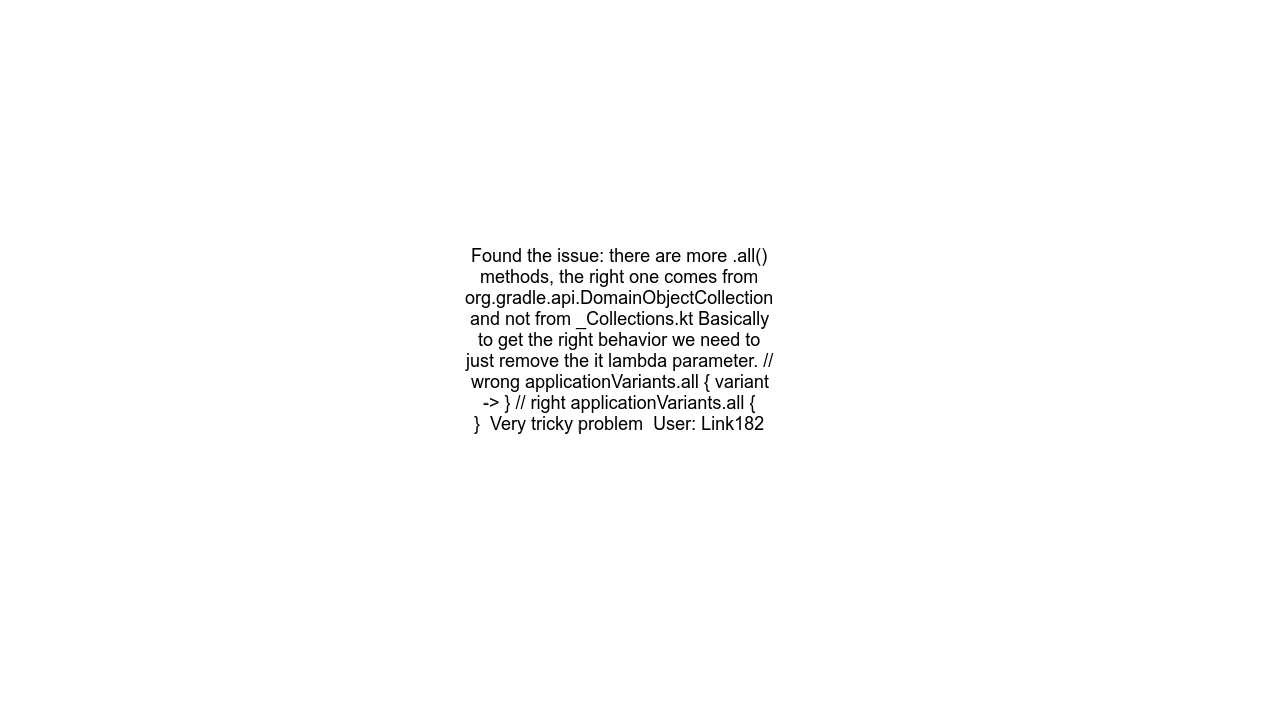 Found the issue: there are more .all()
methods, the right one comes from
org.gradle.api.DomainObjectCollection
and not from _Collections.kt Basically
to get the right behavior we need to
just remove the it lambda parameter. //
wrong applicationVariants.all { variant
-> } // right applicationVariants.all {
}  Very tricky problem  User: Link182